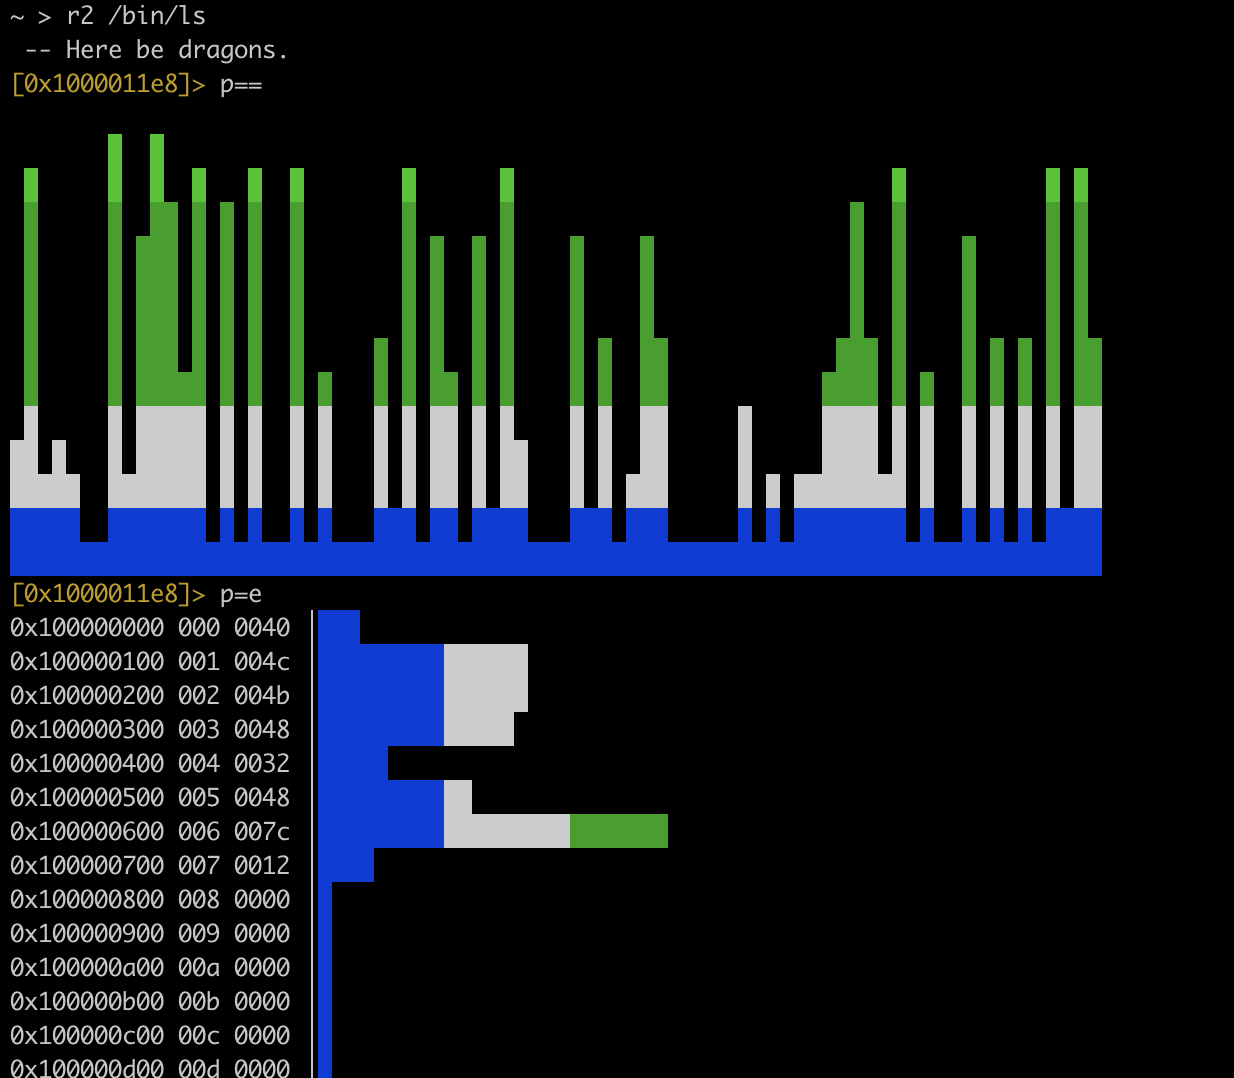 ~ > r2 /bin/ls
 -- Here be dragons.
[0x1000011e8]> p==
[0x1000011e8]> p=e
0x100000000 000 0040
0x100000100 001 004c
0x100000200 002 004b
0x100000300 003 0048
0x100000400 004 0032
0x100000500 005 0048
0x100000600 006 007c
0x100000700 007 0012
0x100000800 008 0000
0x100000900 009 0000
0x100000a00 00a 0000
0x100000b00 00b 0000
0x100000c00 00c 0000
0x100000d00 00d 0000